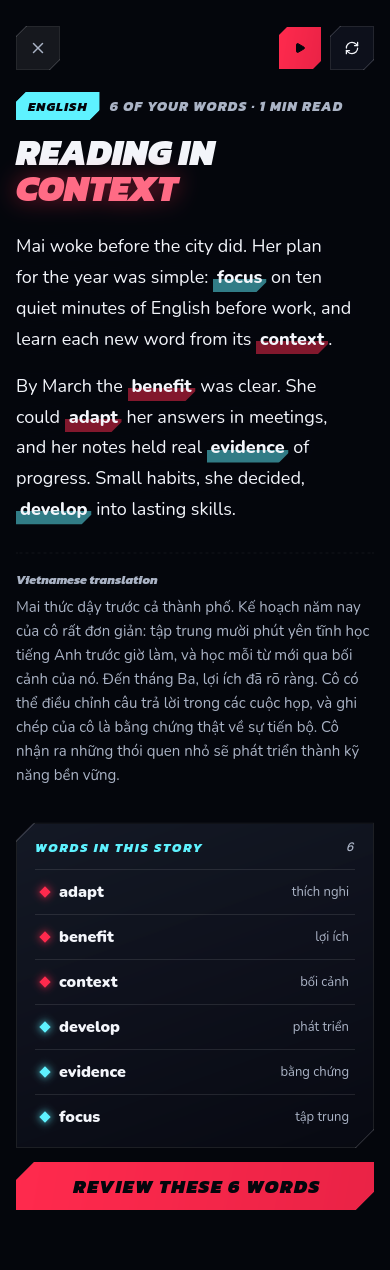 ENGLISH 6 OF YOUR WORDS · 1 MIN READ
READING IN
CONTEXT
Mai woke before the city did. Her plan
for the year was simple: focus on ten
quiet minutes of English before work, and
learn each new word from its context.
By March the benefit was clear. She
could adapt her answers in meetings,
and her notes held real evidence of
progress. Small habits, she decided,
develop into lasting skills.
Vietnamese translation
Mai thức dậy trước cả thành phố. Kế hoạch năm nay
của cô rất đơn giản: tập trung mười phút yên tĩnh học
tiếng Anh trước giờ làm, và học mỗi từ mới qua bối
cảnh của nó. Đến tháng Ba, lợi ích đã rõ ràng. Cô có
thể điều chỉnh câu trả lời trong các cuộc họp, và ghi
chép của cô là bằng chứng thật về sự tiến bộ. Cô
nhận ra những thói quen nhỏ sẽ phát triển thành kỹ
năng bền vững.
WORDS IN THIS STORY 6
adapt thích nghi
benefit lợi ích
context bối cảnh
develop phát triển
evidence bằng chứng
focus tập trung
REVIEW THESE 6 WORDS